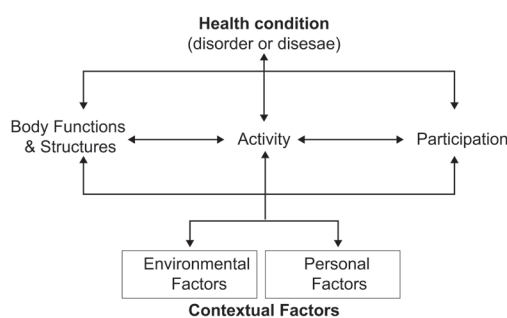 Health condition
(disorder or disesae)
Body Functions
& Structures
Activity
Participation
Environmental
Factors
Personal
Factors
Contextual Factors